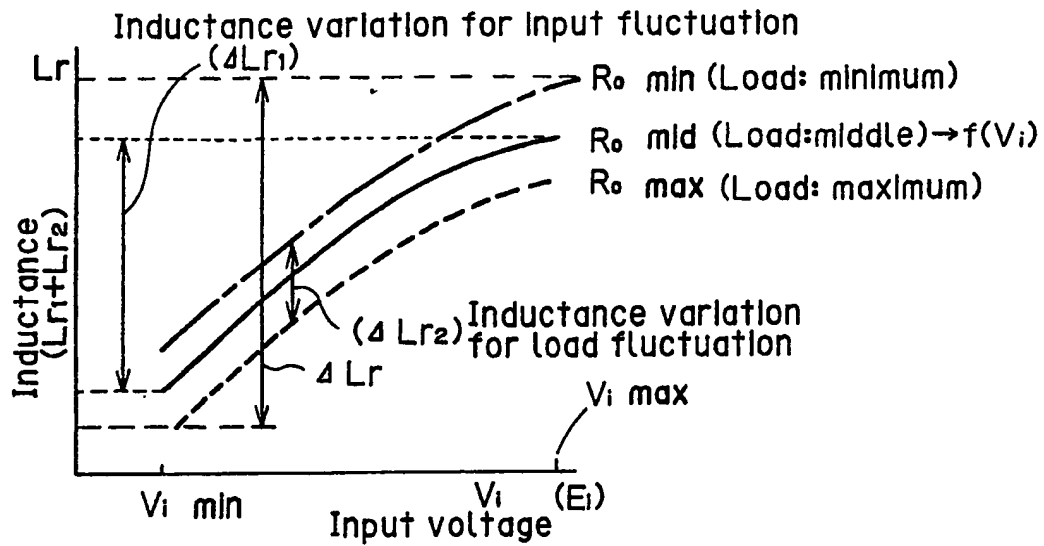 Inductance variation for input fluctuation
(ΔLr1)
Lr
Ro min (Load: minimum)
Ro mid (Load:middle)→f(Vi)
Ro max (Load: maximum)
Inductance
(Lr1+Lr2)
(ΔLr2) Inductance variation
for load fluctuation
ΔLr
Vi max
Vi min
Vi
(Ei)
Input voltage